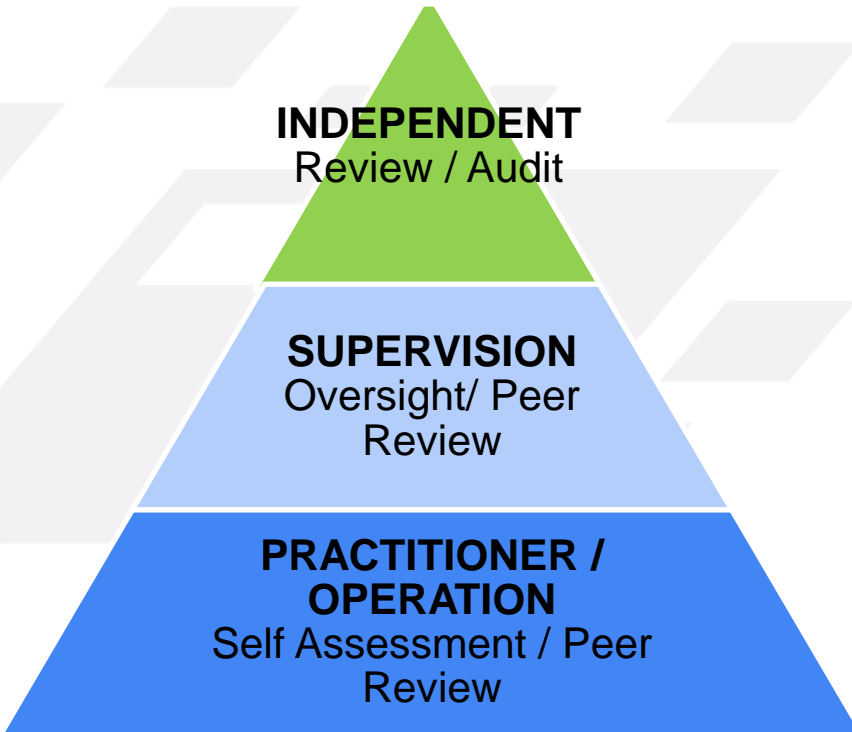 INDEPENDENT
Review / Audit
SUPERVISION
Oversight/ Peer
Review
PRACTITIONER /
OPERATION
Self Assessment / Peer
Review